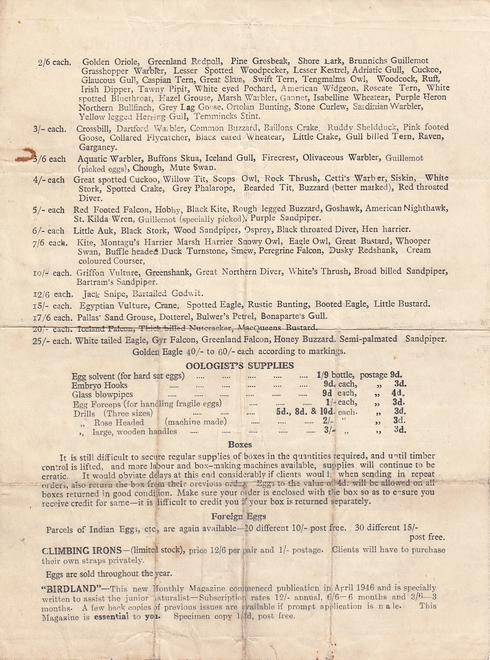 2/6 each. Golden Oriole, Greenland Redpoll, Pine Grosbeak, Shore Lark, Brunnichs Guillemot
Grasshopper Warbler, Lesser Spotted Woodpecker, Lesser Kestrel, Adriatic Gull, Cuckoo,
Glaucous Gull, Caspian Tern, Great Skua, Swift Tern, Tengmalms Owl, Woodcock, Ruff,
Irish Dipper, Tawny Pipit, White eyed Pochard, American Widgeon, Roseate Tern, White
spotted Bluethroat, Hazel Grouse, Marsh Warbler, Gannet, Isabelline Wheatear, Purple Heron
Northern Bullfinch, Grey Lag Goose, Ortolan Bunting, Stone Curlew, Sardinian Warbler,
Yellow legged Herring Gull, Temmincks Stint.
3/- each. Crossbill, Dartford Warbler, Common Buzzard, Baillons Crake, Ruddy Shelduck, Pink footed
Goose, Collared Flycatcher, Black eared Wheatear, Little Crake, Gull billed Tern, Raven,
Garganey.
3/6 each Aquatic Warbler, Buffons Skua, Iceland Gull, Firecrest, Olivaceous Warbler, Guillemot
(picked eggs), Chough, Mute Swan.
4/- each Great spotted Cuckoo, Willow Tit, Scops Owl, Rock Thrush, Cetti's Warbler, Siskin, White
Stork, Spotted Crake, Grey Phalarope, Bearded Tit, Buzzard (better marked), Red throated
Diver.
5/- each Red Footed Falcon, Hobby, Black Kite, Rough legged Buzzard, Goshawk, American Nighthawk,
St. Kilda Wren, Guillemot (specially picked), Purple Sandpiper.
6/- each Little Auk, Black Stork, Wood Sandpiper, Osprey, Black throated Diver, Hen harrier.
7/6 each. Kite, Montagu's Harrier Marsh Harrier Snowy Owl, Eagle Owl, Great Bustard, Whooper
Swan, Buffle headed Duck Turnstone, Smew, Peregrine Falcon, Dusky Redshank, Cream
coloured Courser,
10/- each. Griffon Vulture, Greenshank, Great Northern Diver, White's Thrush, Broad billed Sandpiper,
Bartram's Sandpiper.
12/6 each. Jack Snipe, Bartailed Godwit.
15/- each. Egyptian Vulture, Crane, Spotted Eagle, Rustic Bunting, Booted Eagle, Little Bustard.
17/6 each. Pallas' Sand Grouse, Dotterel, Bulwer's Petrel, Bonaparte's Gull.
20/- each. Iceland Falcon, Thick billed Nutcracker, MacQueens Bustard.
25/- each. White tailed Eagle, Gyr Falcon, Greenland Falcon, Honey Buzzard. Semi-palmated Sandpiper.
Golden Eagle 40/- to 60/- each according to markings.
OOLOGIST'S SUPPLIES
Egg solvent (for hard set eggs) .... .... .... .... 1/9 bottle, postage 9d.
Embryo Hooks .... .... .... .... 9d. each, ,, 3d.
Glass blowpipes .... .... .... .... 9d each, ,, 4d.
Egg Forceps (for handling fragile eggs) .... .... .... 1/- each, ,, 3d.
Drills (Three sizes) .... .... 5d., 8d. & 10d. each. ,, 3d.
,, Rose Headed (machine made) .... .... 2/- ,, ,, 3d.
,, large, wooden handles .... .... .... 3/- ,, ,, 3d.
Boxes
It is still difficult to secure regular supplies of boxes in the quantities required, and until timber
control is lifted, and more labour and box-making machines available, supplies will continue to be
erratic. It would obviate delays at this end considerably if clients would when sending in repeat
orders, also return the box from their previous order. Eggs to the value of 4d. will be allowed on all
boxes returned in good condition. Make sure your order is enclosed with the box so as to ensure you
receive credit for same—it is difficult to credit you if your box is returned separately.
Foreign Eggs
Parcels of Indian Eggs, etc, are again available—20 different 10/- post free. 30 different 15/-
post free.
CLIMBING IRONS—(limited stock), price 12/6 per pair and 1/- postage. Clients will have to purchase
their own straps privately.
Eggs are sold throughout the year.
"BIRDLAND"—This new Monthly Magazine commenced publication in April 1946 and is specially
written to assist the junior naturalist—Subscription rates 12/- annual, 6/6—6 months and 3/6—3
months. A few back copies of previous issues are available if prompt application is made. This
Magazine is essential to you. Specimen copy 1/3d, post free.